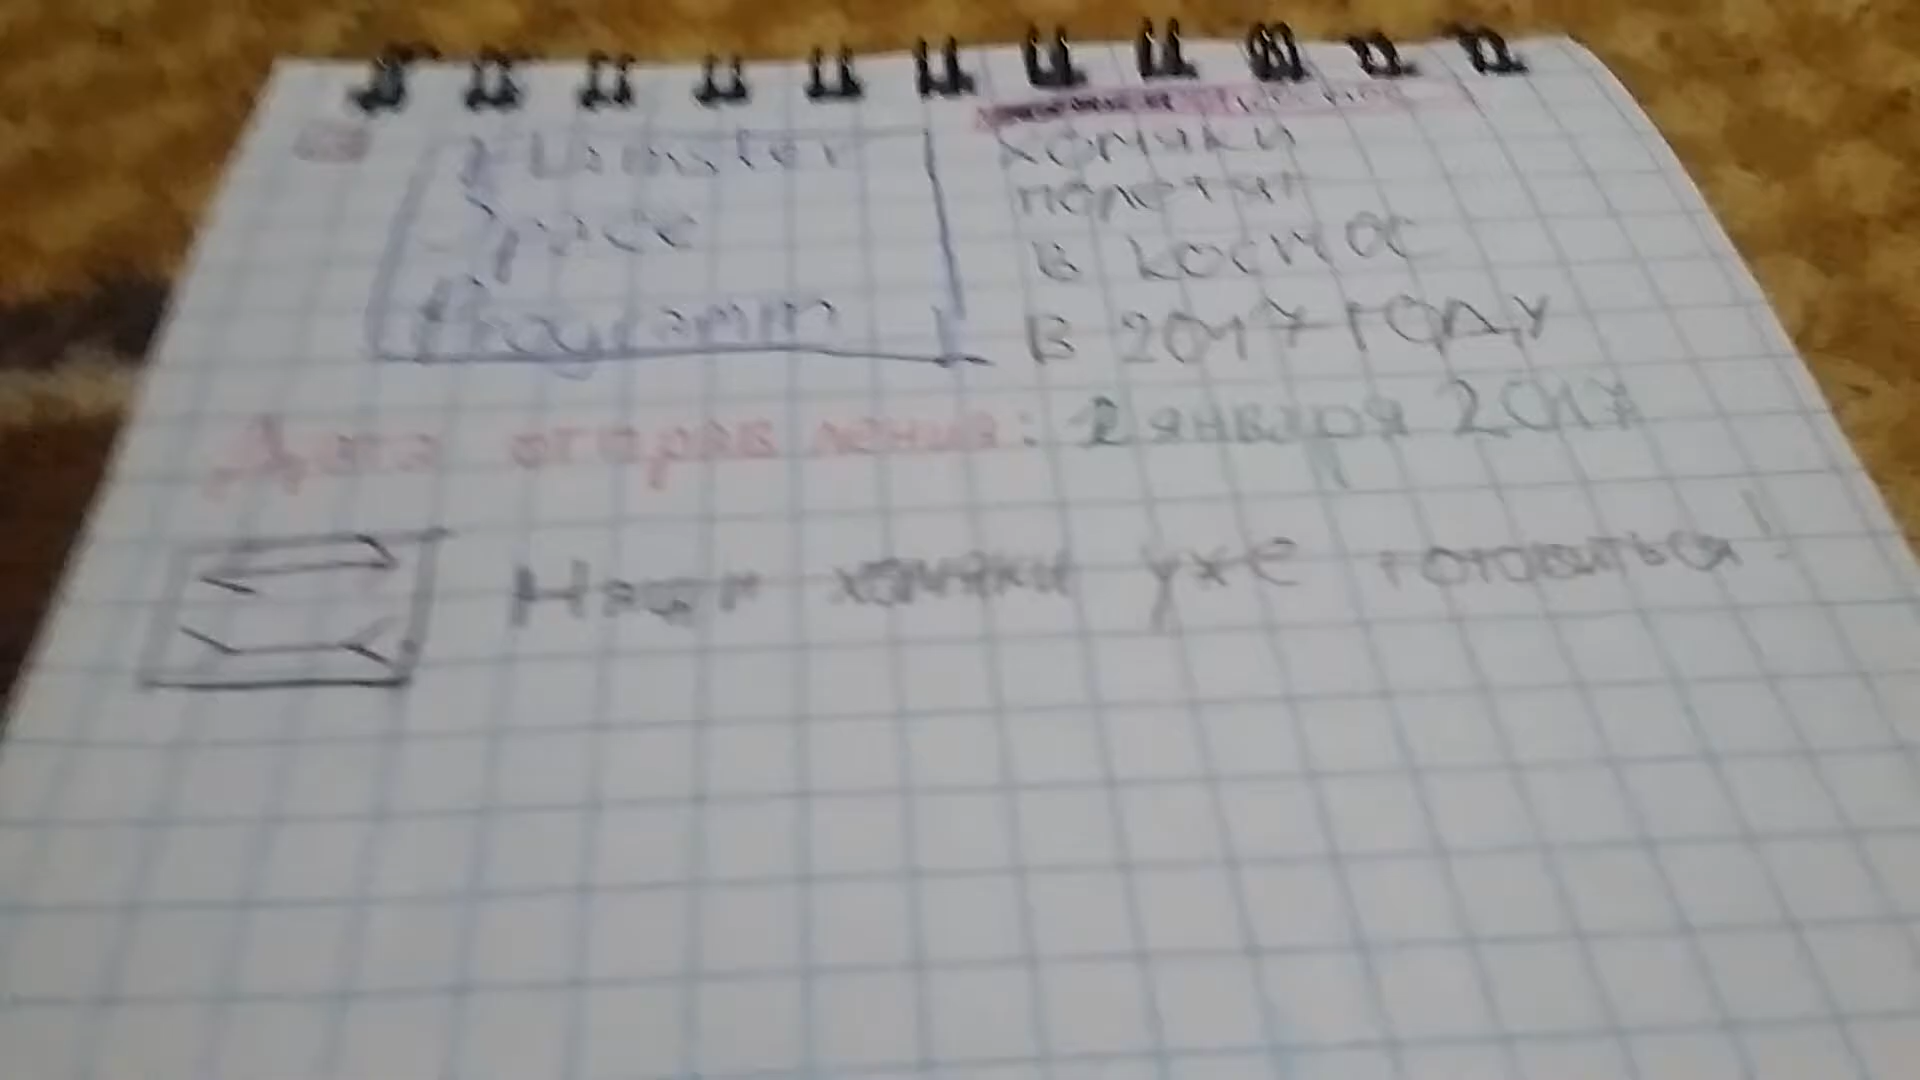 Hamster
Space
Programm
хомяки
полетят
в космос
в 2017 году
Дата отправления: 2 января 2017
Наши хомяки уже готовиться!